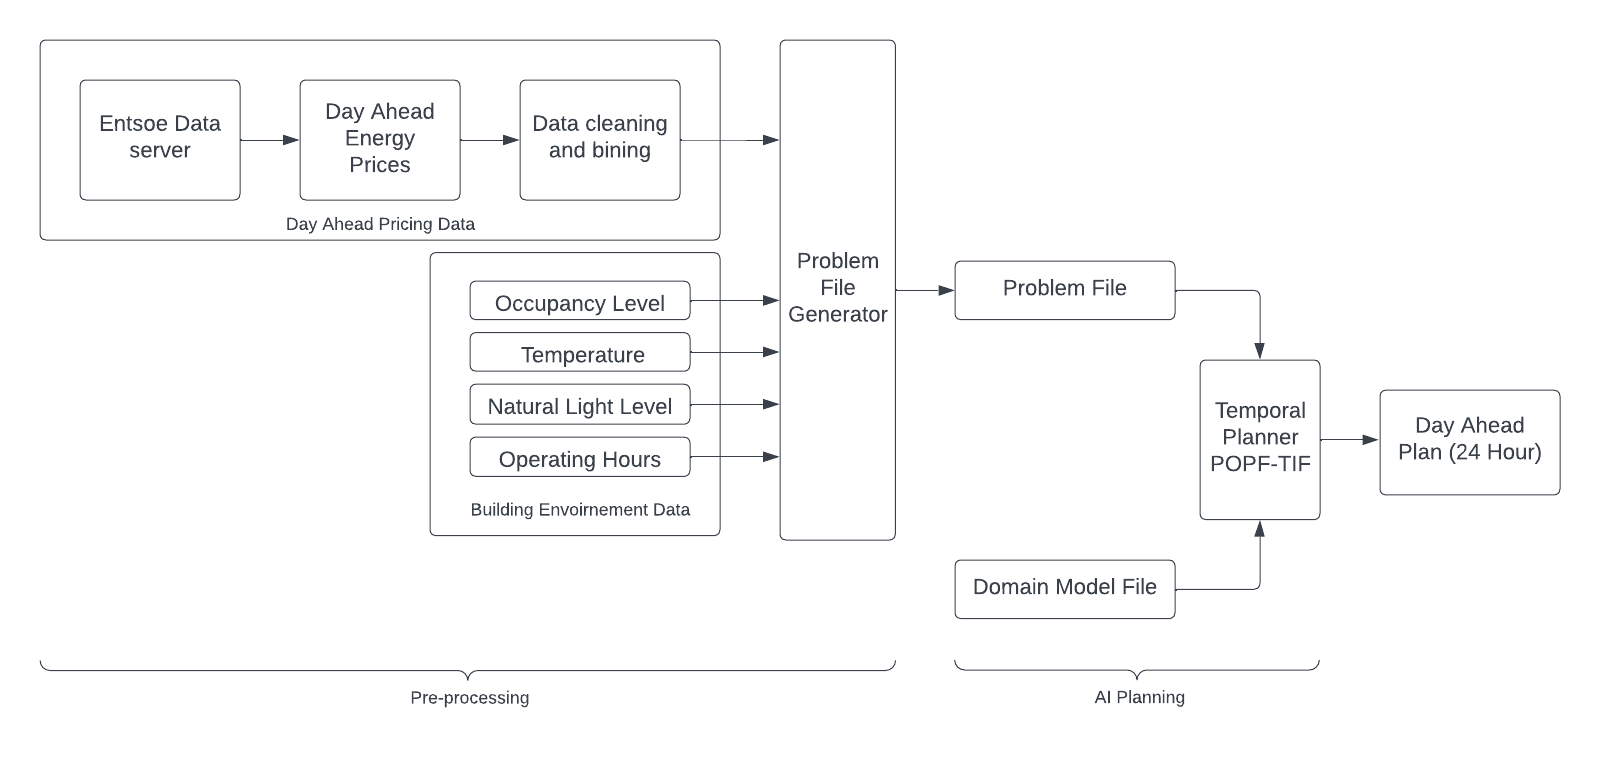 Entsoe Data
server
Day Ahead
Energy
Prices
Data cleaning
and bining
Day Ahead Pricing Data
Occupancy Level
Temperature
Natural Light Level
Operating Hours
Building Envoirnement Data
Problem
File
Generator
Problem File
Temporal
Planner
POPF-TIF
Day Ahead
Plan (24 Hour)
Domain Model File
Pre-processing
AI Planning